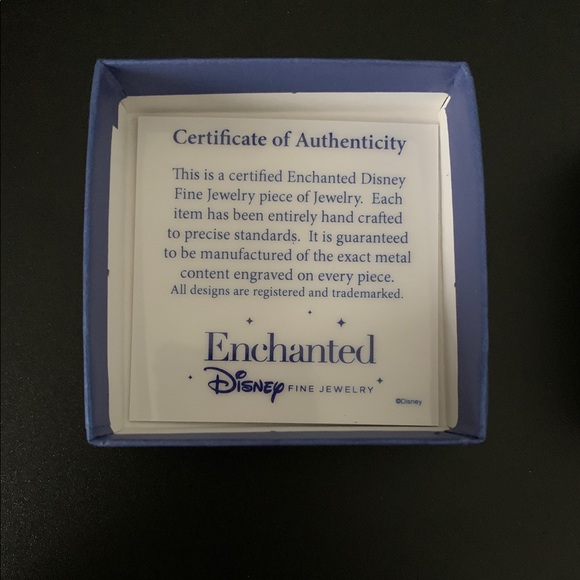 Certificate of Authenticity
This is a certified Enchanted Disney
Fine Jewelry piece of Jewelry. Each
item has been entirely hand crafted
to precise standards. It is guaranteed
to be manufactured of the exact metal
content engraved on every piece.
All designs are registered and trademarked.
Enchanted
Disney FINE JEWELRY
©Disney